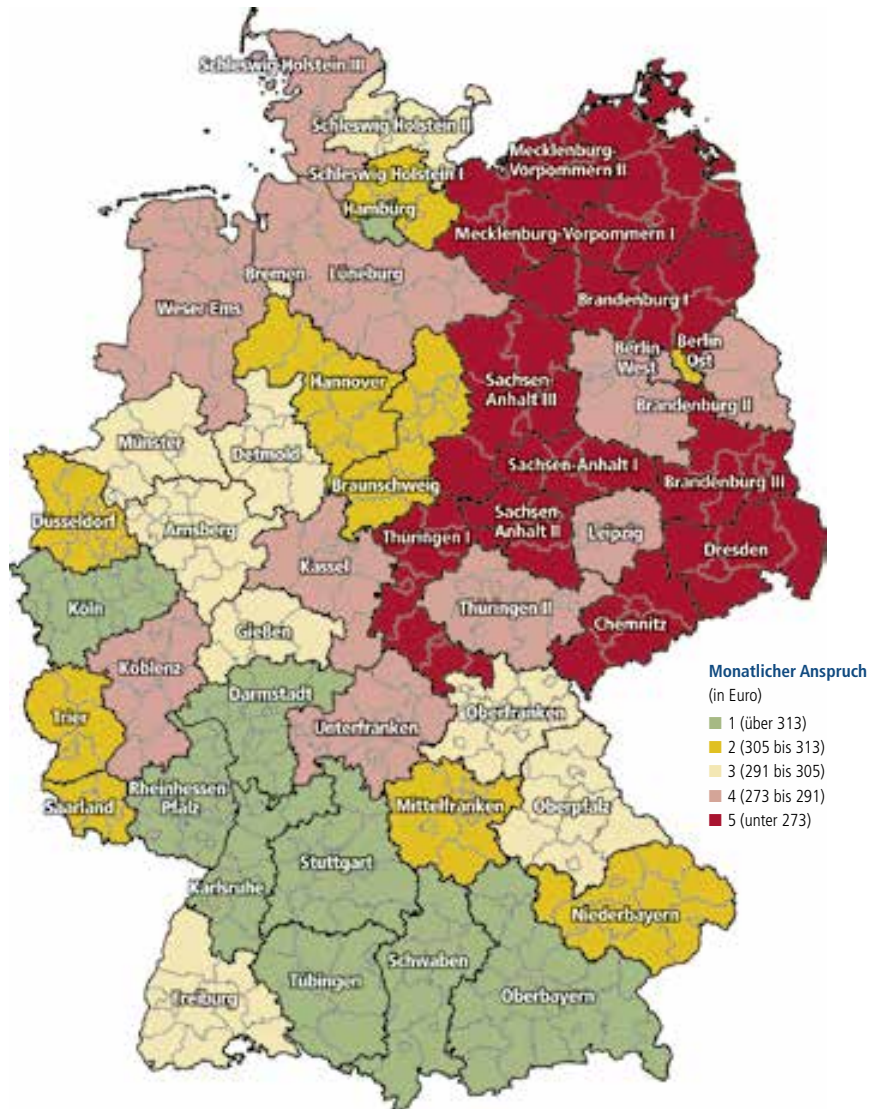 Schleswig-Holstein III
Schleswig Holstein II
Mecklenburg-
Vorpommern II
Schleswig Holstein I
Hamburg
Mecklenburg-Vorpommern I
Bremen
Lüneburg
Weser-Ems
Brandenburg I
Berlin
West
Berlin
Ost
Hannover
Sachsen-
Anhalt III
Brandenburg II
Münster
Detmold
Sachsen-Anhalt I
Braunschweig
Brandenburg III
Düsseldorf
Arnsberg
Thüringen I
Sachsen-
Anhalt II
Leipzig
Dresden
Kassel
Köln
Thüringen II
Chemnitz
Gießen
Koblenz
Darmstadt
Trier
Unterfranken
Oberfranken
Rheinhessen-
Pfalz
Saarland
Mittelfranken
Oberpfalz
Stuttgart
Karlsruhe
Niederbayern
Schwaben
Tübingen
Oberbayern
Freiburg
Monatlicher Anspruch
(in Euro)
1 (über 313)
2 (305 bis 313)
3 (291 bis 305)
4 (273 bis 291)
5 (unter 273)